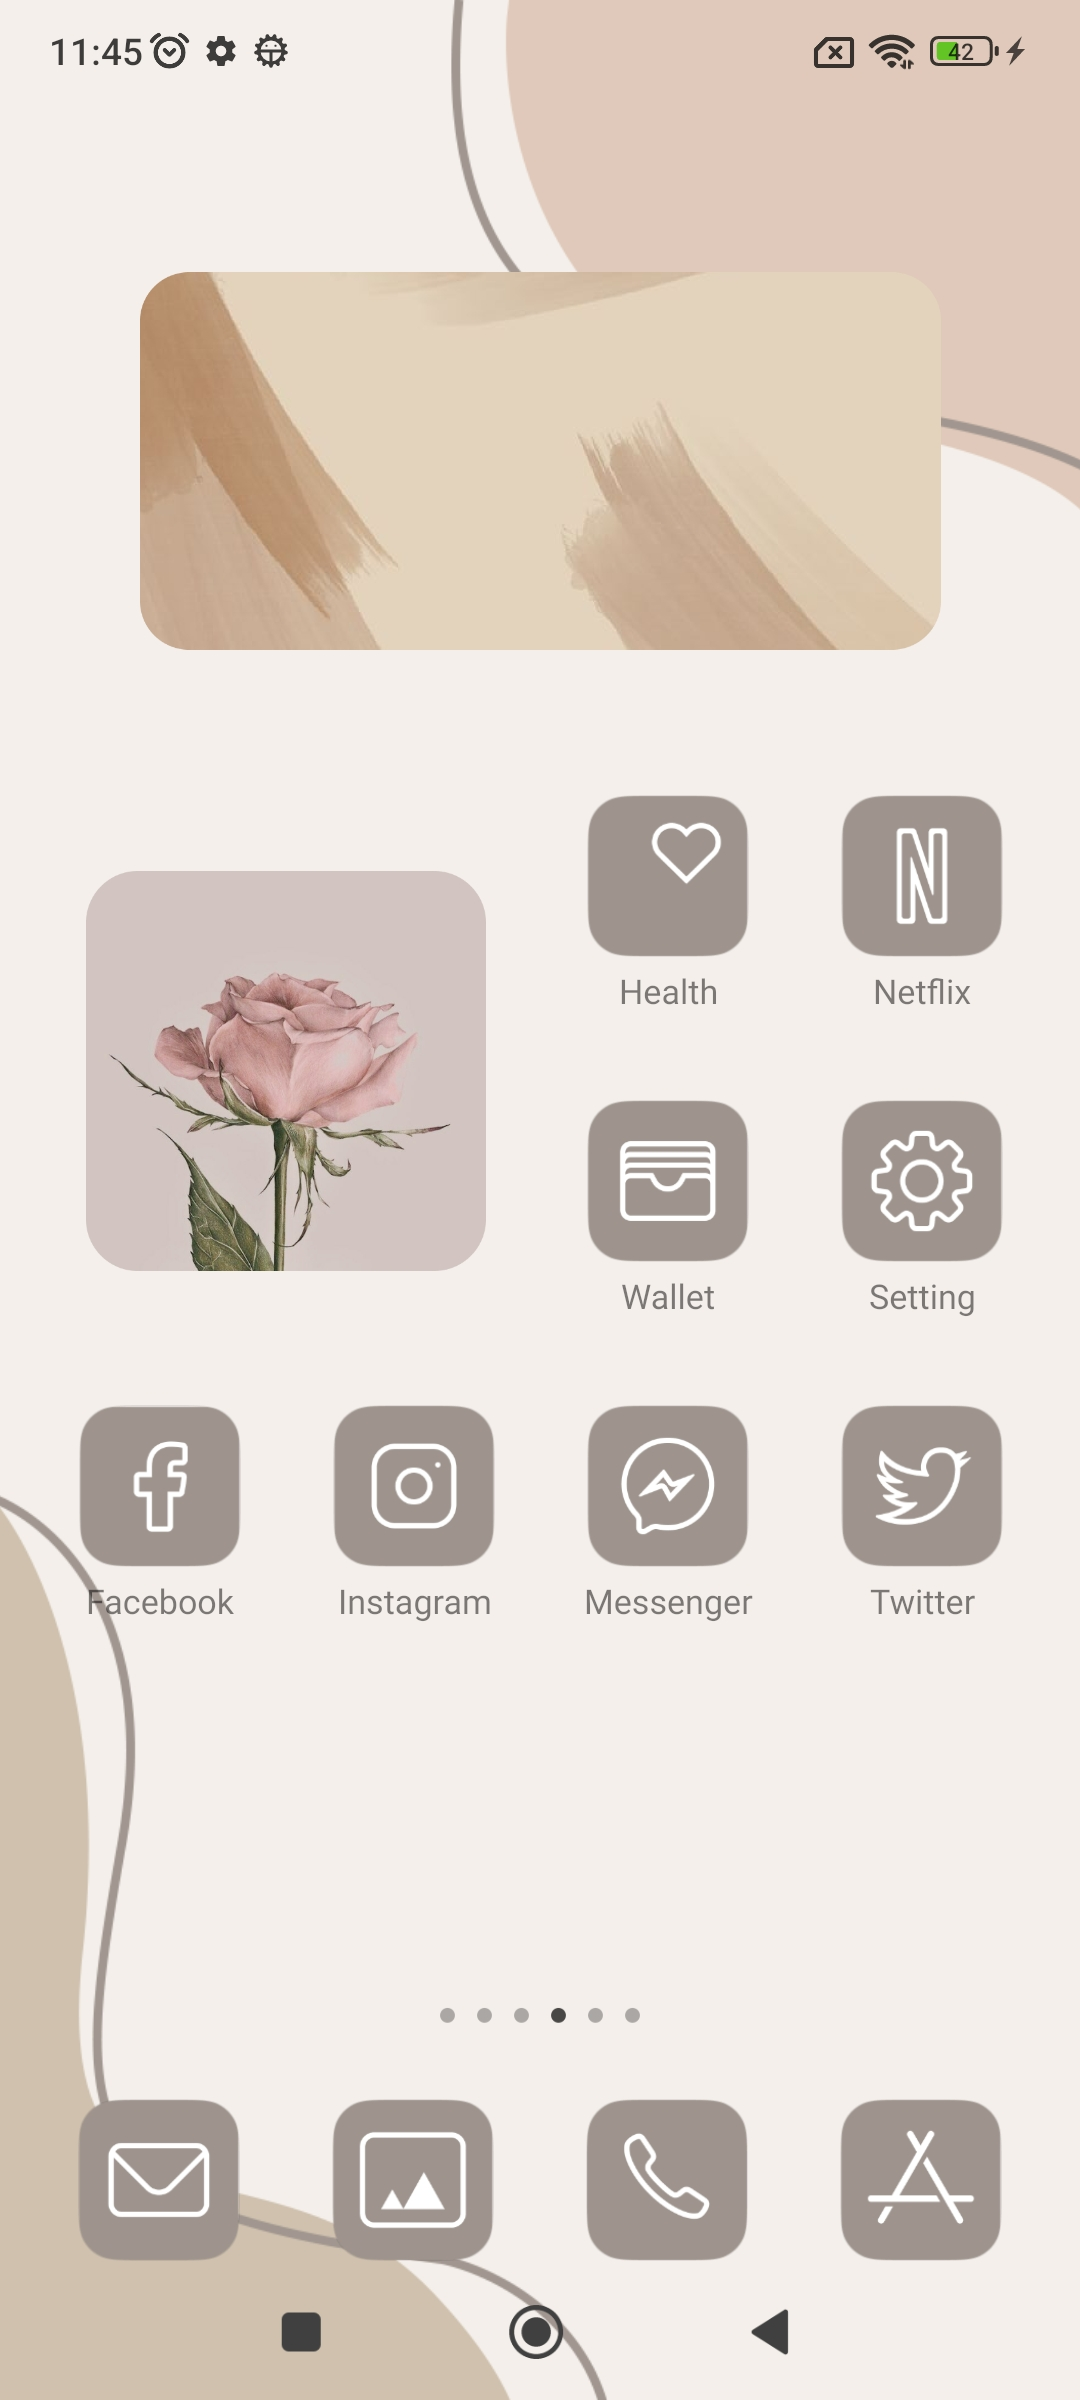 11:45
42
Health
Netflix
Wallet
Setting
Facebook
Instagram
Messenger
Twitter